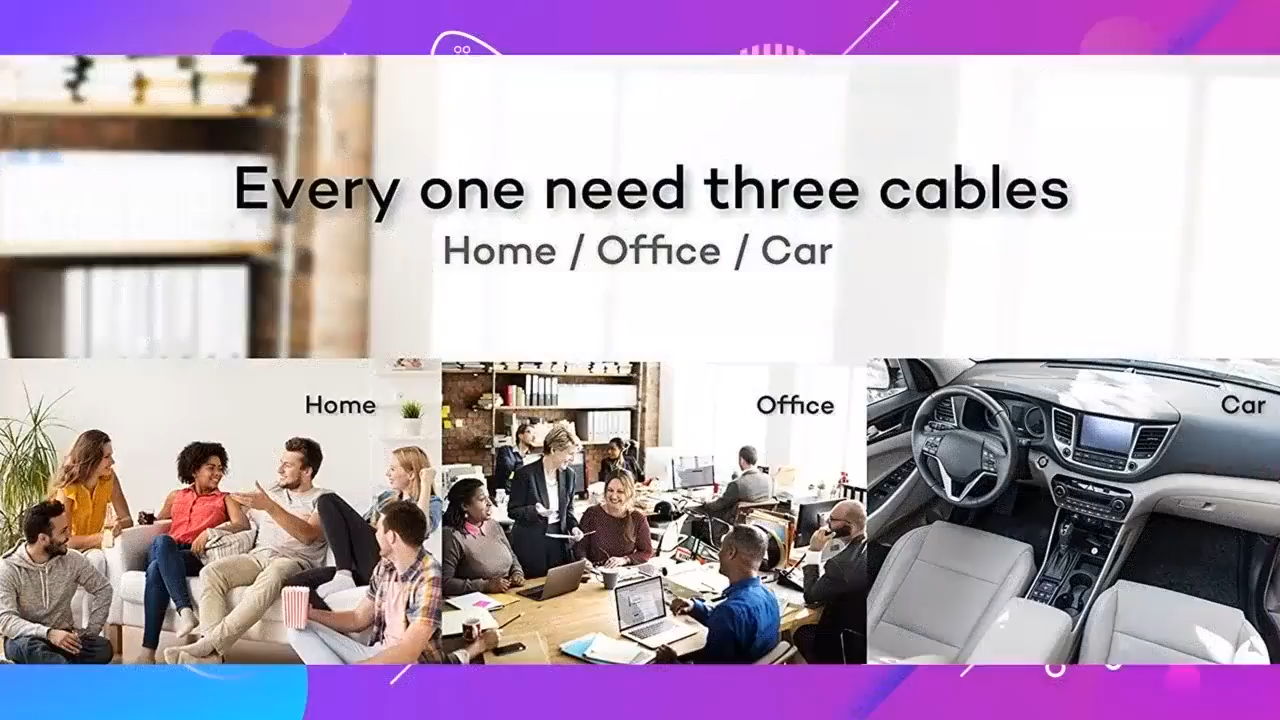 Every one need three cables
Home / Office / Car
Home
Office
Car